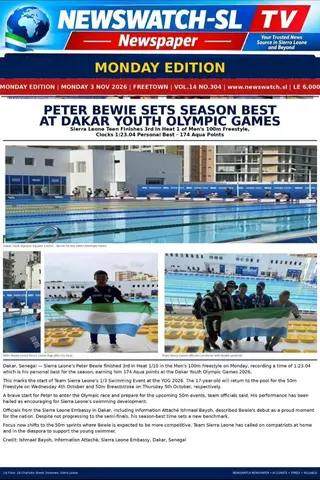 NEWSWATCH-SL TV
Newspaper
Your Trusted News
Source in Sierra Leone
and Beyond
MONDAY EDITION
MONDAY EDITION | MONDAY 3 NOV 2026 | FREETOWN | VOL.14 NO.304 | www.newswatch.sl | LE 6,000
PETER BEWIE SETS SEASON BEST
AT DAKAR YOUTH OLYMPIC GAMES
Sierra Leone Teen Finishes 3rd in Heat 1 of Men's 100m Freestyle,
Clocks 1:23.04 Personal Best - 174 Aqua Points
Dakar, Senegal — Sierra Leone's Peter Bewie finished 3rd in Heat 1/10 in the Men's 100m Freestyle on Monday, recording a time of 1:23.04
which is his personal best for the season, earning him 174 Aqua points at the Dakar Youth Olympic Games 2026.
This marks the start of Team Sierra Leone's 1/3 Swimming Event at the YOG 2026. The 17-year-old will return to the pool for the 50m
Freestyle on Wednesday 4th October and 50m Breaststroke on Thursday 5th October, respectively.
A brave start for Peter to enter the Olympic race and prepare for the upcoming 50m events, team officials said. His performance has been
hailed as encouraging for Sierra Leone's swimming development.
Officials from the Sierra Leone Embassy in Dakar, including Information Attaché Ishmael Bayoh, described Bewie's debut as a proud moment
for the nation. Despite not progressing to the semi-finals, his season-best time sets a new benchmark.
Focus now shifts to the 50m sprints where Bewie is expected to be more competitive. Team Sierra Leone has called on compatriots at home
and in the diaspora to support the young swimmer.
Credit: Ishmael Bayoh, Information Attaché, Sierra Leone Embassy, Dakar, Senegal